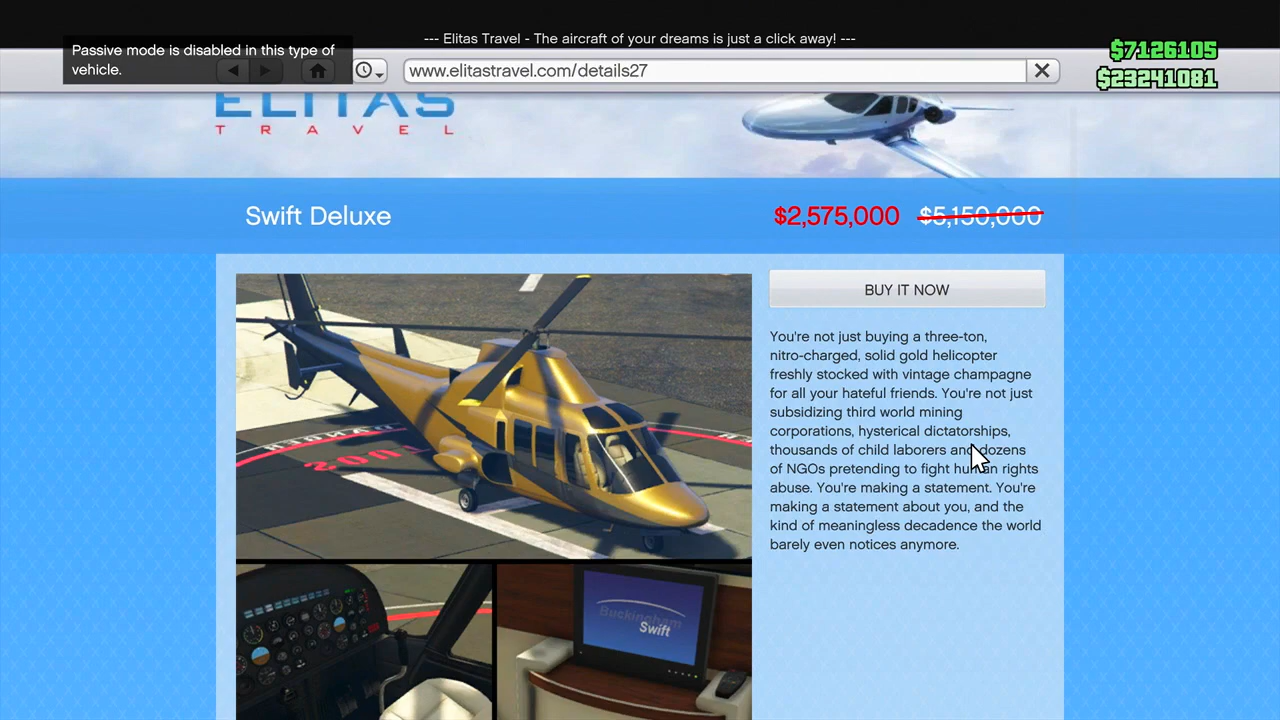 --- Elitas Travel - The aircraft of your dreams is just a click away! ---
Passive mode is disabled in this type of
vehicle.
$7126105
$23241081
www.elitastravel.com/details27
ELITAS
TRAVEL
Swift Deluxe
$2,575,000 $5,150,000
BUY IT NOW
You're not just buying a three-ton,
nitro-charged, solid gold helicopter
freshly stocked with vintage champagne
for all your hateful friends. You're not just
subsidizing third world mining
corporations, hysterical dictatorships,
thousands of child laborers and dozens
of NGOs pretending to fight human rights
abuse. You're making a statement. You're
making a statement about you, and the
kind of meaningless decadence the world
barely even notices anymore.
Buckingham
Swift